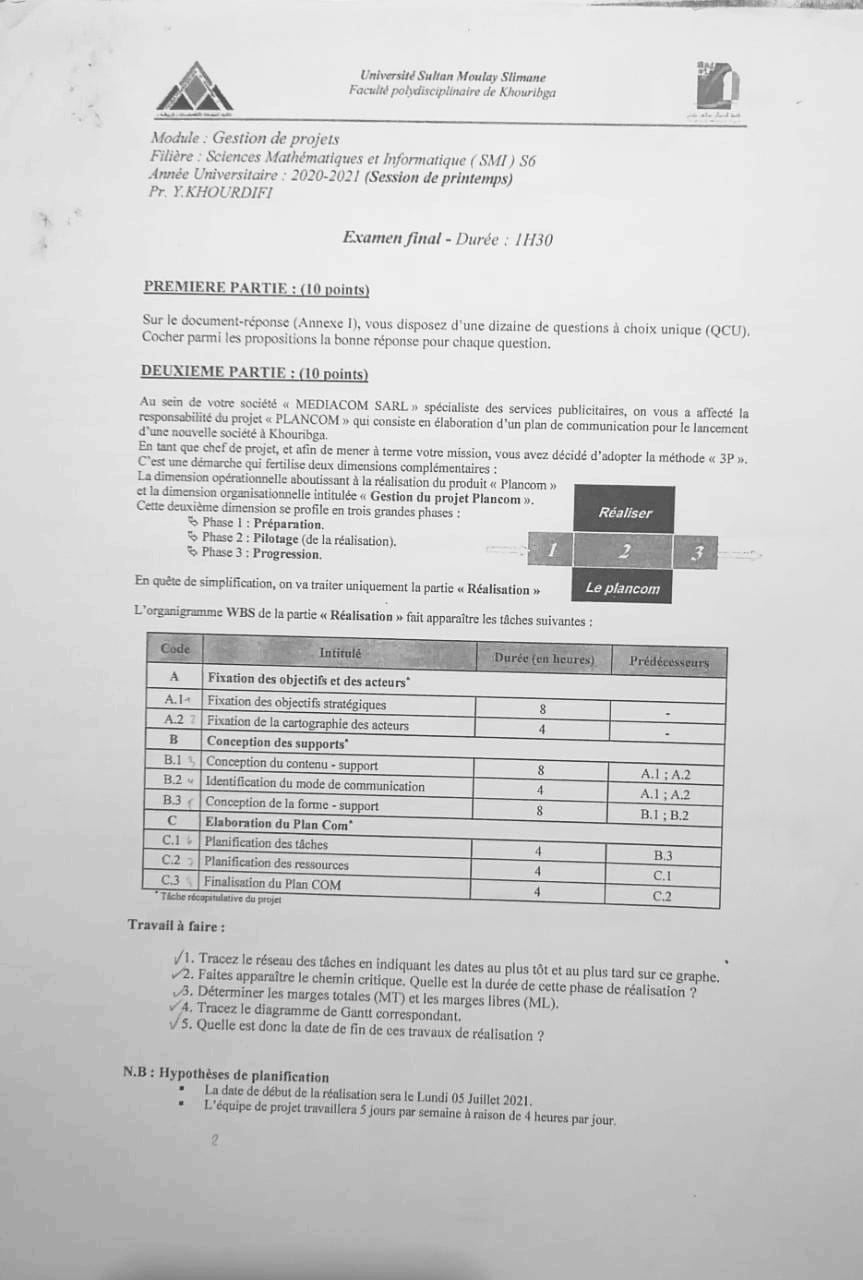 Université Sultan Moulay Slimane
Faculté polydisciplinaire de Khouribga
Module : Gestion de projets
Filière : Sciences Mathématiques et Informatique ( SMI ) S6
Année Universitaire : 2020-2021 (Session de printemps)
Pr. Y.KHOURDIFI
Examen final - Durée : 1H30
PREMIERE PARTIE : (10 points)
Sur le document-réponse (Annexe I), vous disposez d'une dizaine de questions à choix unique (QCU).
Cocher parmi les propositions la bonne réponse pour chaque question.
DEUXIEME PARTIE : (10 points)
Au sein de votre société « MEDIACOM SARL » spécialiste des services publicitaires, on vous a affecté la
responsabilité du projet « PLANCOM » qui consiste en élaboration d'un plan de communication pour le lancement
d'une nouvelle société à Khouribga.
En tant que chef de projet, et afin de mener à terme votre mission, vous avez décidé d'adopter la méthode « 3P ».
C'est une démarche qui fertilise deux dimensions complémentaires :
La dimension opérationnelle aboutissant à la réalisation du produit « Plancom »
et la dimension organisationnelle intitulée « Gestion du projet Plancom ».
Cette deuxième dimension se profile en trois grandes phases :
Phase 1 : Préparation.
Phase 2 : Pilotage (de la réalisation).
Phase 3 : Progression.
Réaliser
1 2 3
Le plancom
En quête de simplification, on va traiter uniquement la partie « Réalisation »
L'organigramme WBS de la partie « Réalisation » fait apparaître les tâches suivantes :
Code Intitulé Durée (en heures) Prédécesseurs
A Fixation des objectifs et des acteurs*
A.1 Fixation des objectifs stratégiques 8 -
A.2 Fixation de la cartographie des acteurs 4 -
B Conception des supports*
B.1 Conception du contenu - support 8 A.1 ; A.2
B.2 Identification du mode de communication 4 A.1 ; A.2
B.3 Conception de la forme - support 8 B.1 ; B.2
C Elaboration du Plan Com*
C.1 Planification des tâches 4 B.3
C.2 Planification des ressources 4 C.1
C.3 Finalisation du Plan COM 4 C.2
* Tâche récapitulative du projet
Travail à faire :
1. Tracez le réseau des tâches en indiquant les dates au plus tôt et au plus tard sur ce graphe.
2. Faites apparaître le chemin critique. Quelle est la durée de cette phase de réalisation ?
3. Déterminer les marges totales (MT) et les marges libres (ML).
4. Tracez le diagramme de Gantt correspondant.
5. Quelle est donc la date de fin de ces travaux de réalisation ?
N.B : Hypothèses de planification
▪ La date de début de la réalisation sera le Lundi 05 Juillet 2021.
▪ L'équipe de projet travaillera 5 jours par semaine à raison de 4 heures par jour.
2